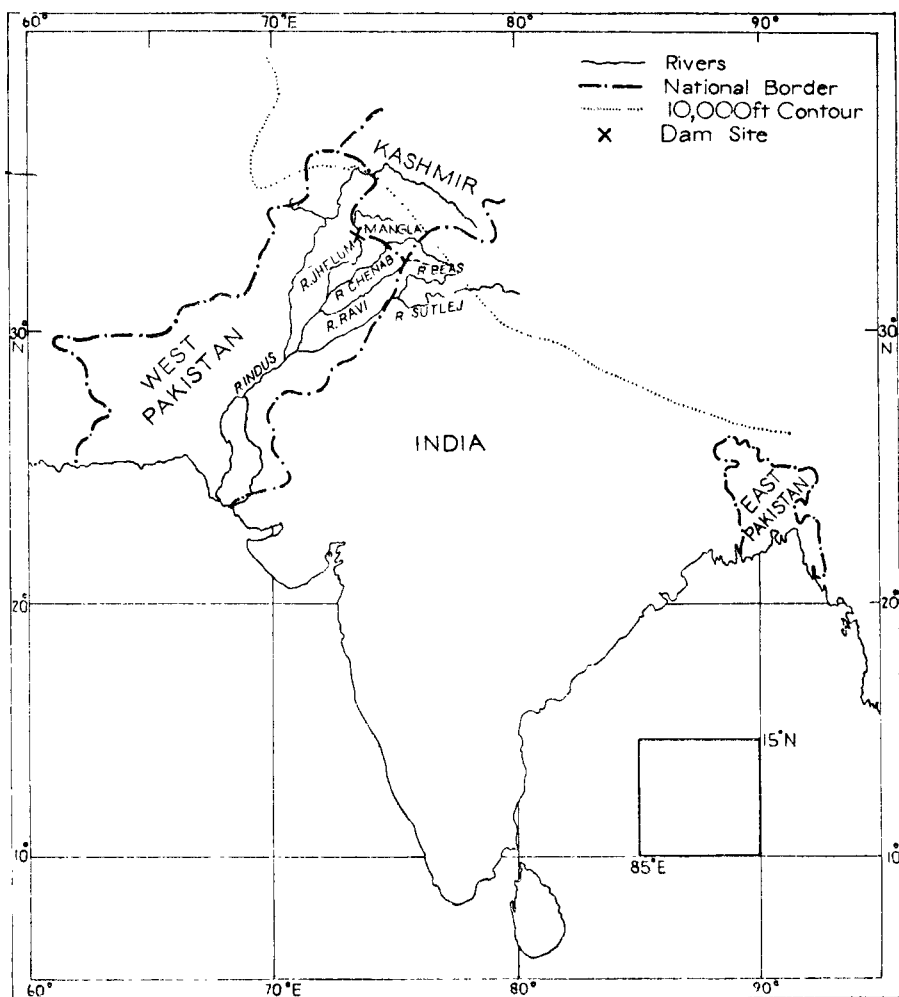 60° 70° 80° 90°
Rivers
National Border
10,000ft Contour
Dam Site
KASHMIR
MANGLA
R.JHELUM
R.CHENAB
R.BEAS
R.RAVI
R SUTLEJ
30°
N
30°
N
WEST
PAKISTAN
R.INDUS
INDIA
EAST
PAKISTAN
20°
20°
15°N
10°
10°
85°E
60° 70°E 80° 90°